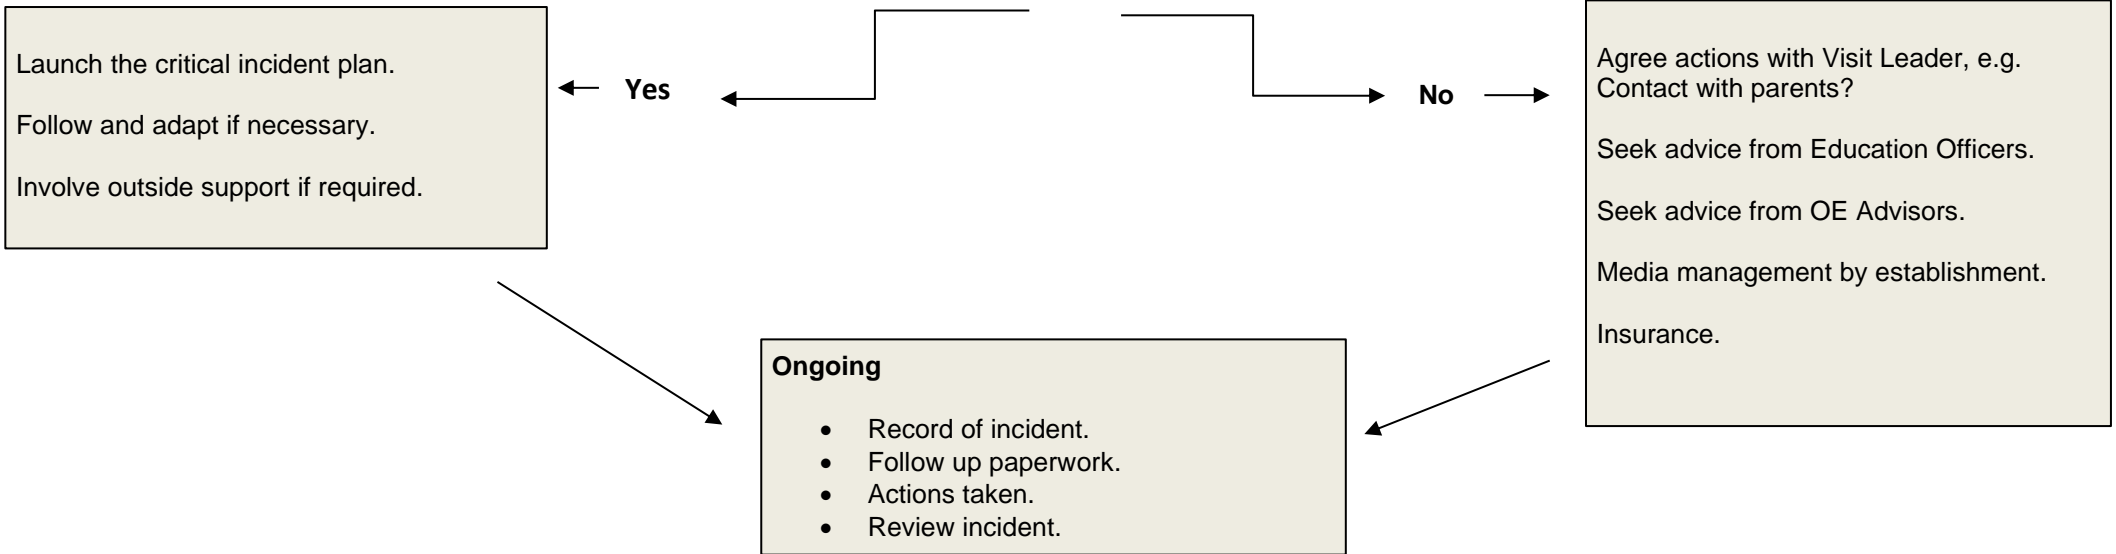 Launch the critical incident plan.
Follow and adapt if necessary.
Involve outside support if required.
Yes
No
Agree actions with Visit Leader, e.g.
Contact with parents?
Seek advice from Education Officers.
Seek advice from OE Advisors.
Media management by establishment.
Insurance.
Ongoing
• Record of incident.
• Follow up paperwork.
• Actions taken.
• Review incident.